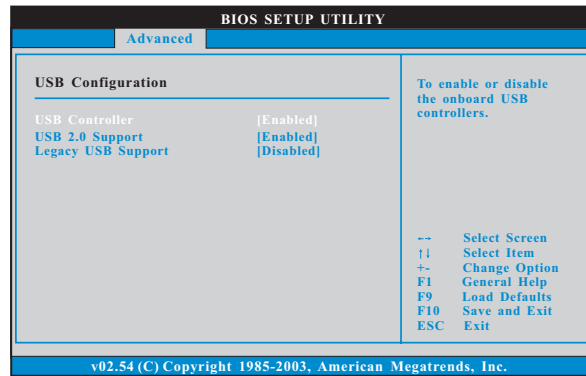 BIOS SETUP UTILITY
Advanced
USB Configuration
USB Controller [Enabled]
USB 2.0 Support [Enabled]
Legacy USB Support [Disabled]
To enable or disable
the onboard USB
controllers.
←→ Select Screen
↑↓ Select Item
+- Change Option
F1 General Help
F9 Load Defaults
F10 Save and Exit
ESC Exit
v02.54 (C) Copyright 1985-2003, American Megatrends, Inc.